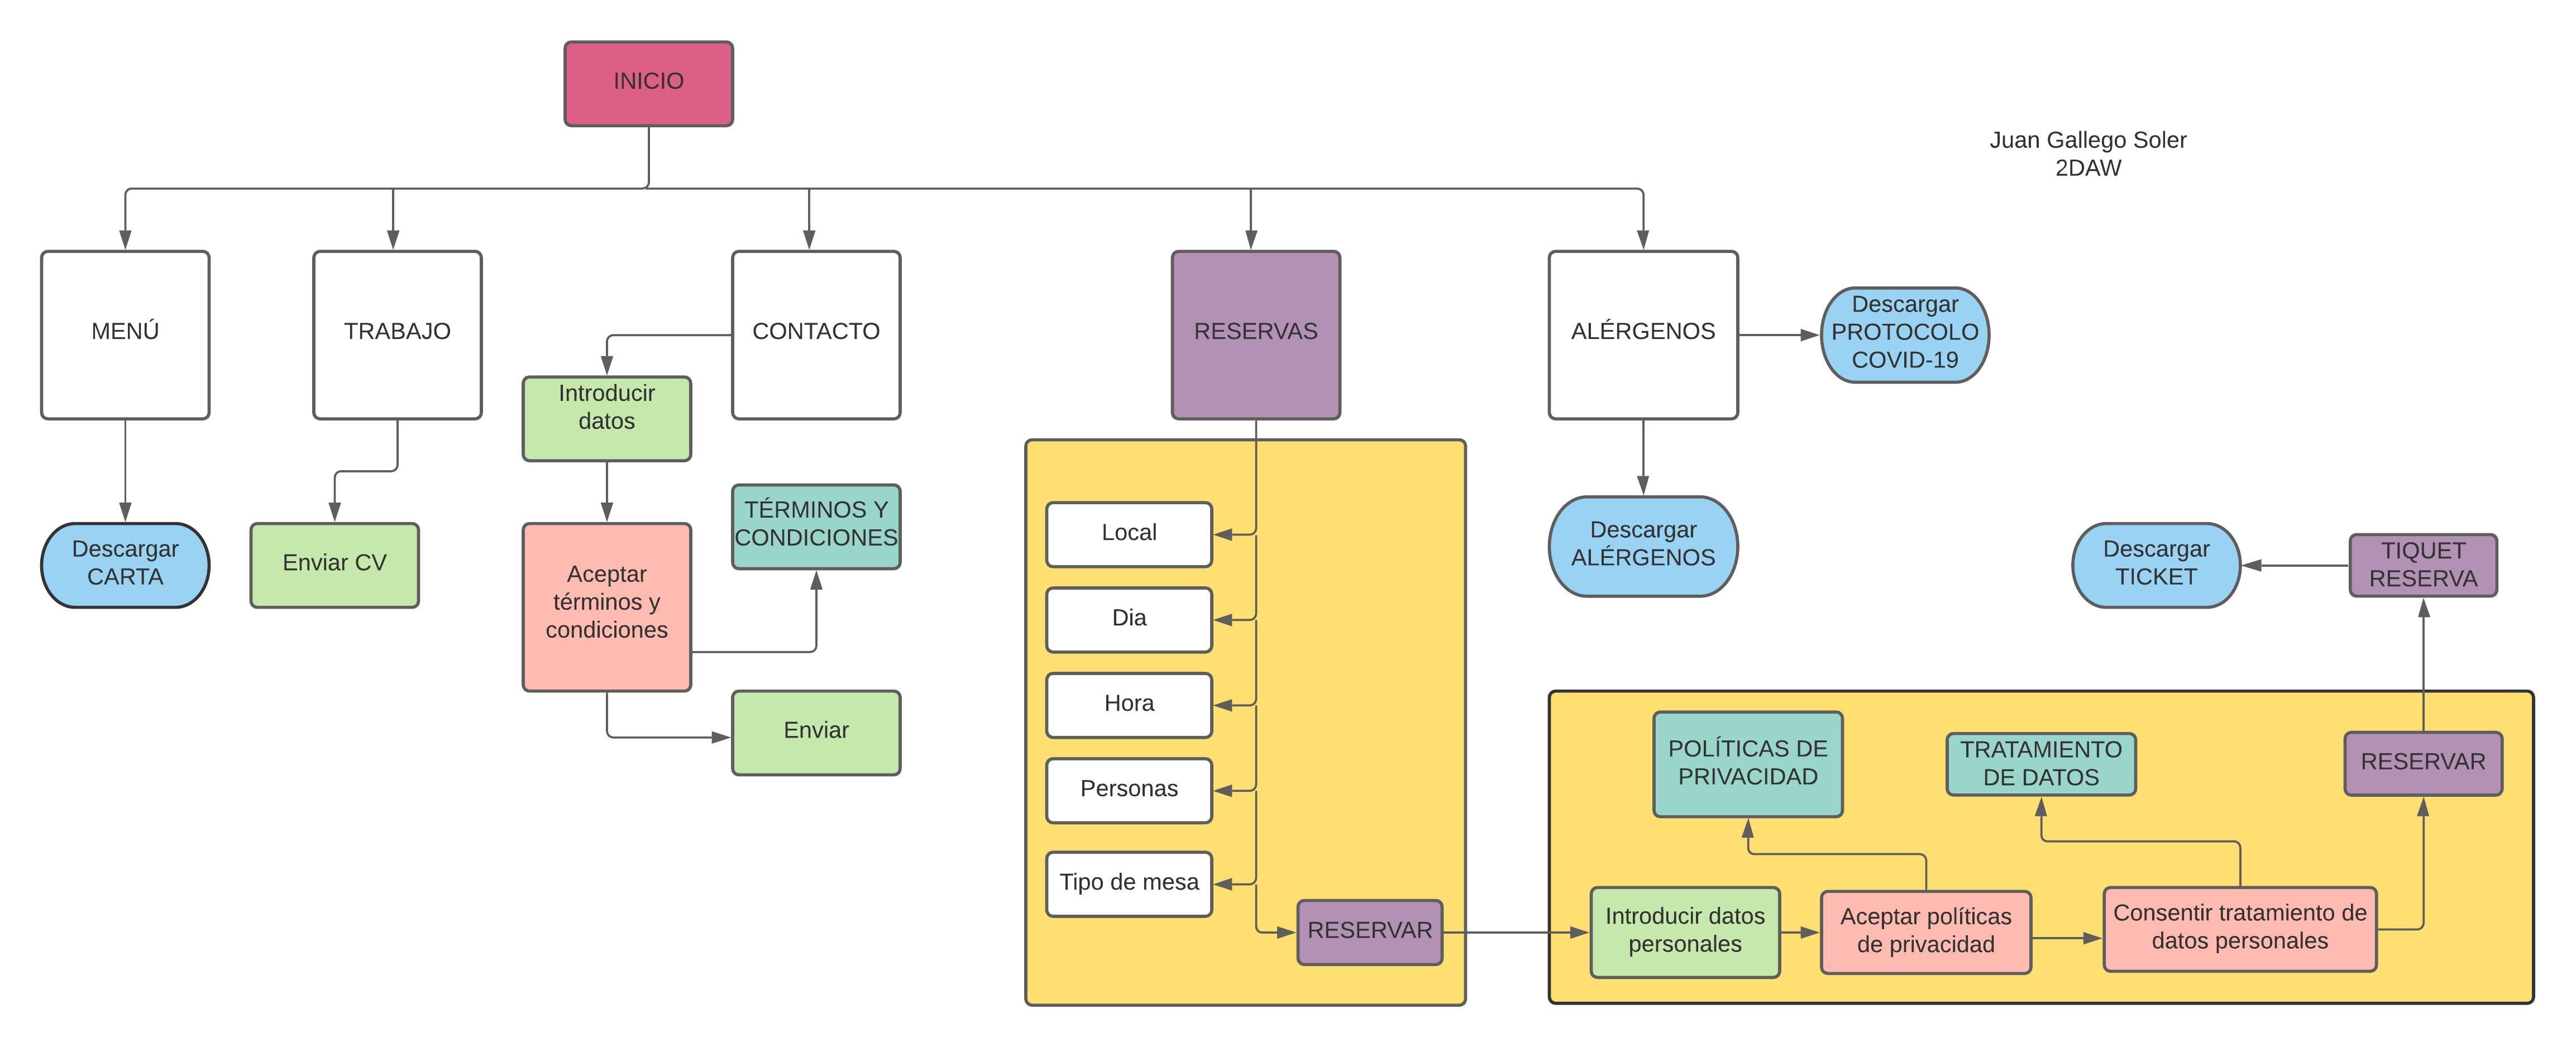 INICIO
Juan Gallego Soler
2DAW
MENÚ
TRABAJO
CONTACTO
RESERVAS
ALÉRGENOS
Descargar
PROTOCOLO
COVID-19
Introducir
datos
Descargar
CARTA
Enviar CV
Aceptar
términos y
condiciones
TÉRMINOS Y
CONDICIONES
Enviar
Local
Dia
Hora
Personas
Tipo de mesa
RESERVAR
Descargar
ALÉRGENOS
Descargar
TICKET
TIQUET
RESERVA
POLÍTICAS DE
PRIVACIDAD
TRATAMIENTO
DE DATOS
RESERVAR
Introducir datos
personales
Aceptar políticas
de privacidad
Consentir tratamiento de
datos personales